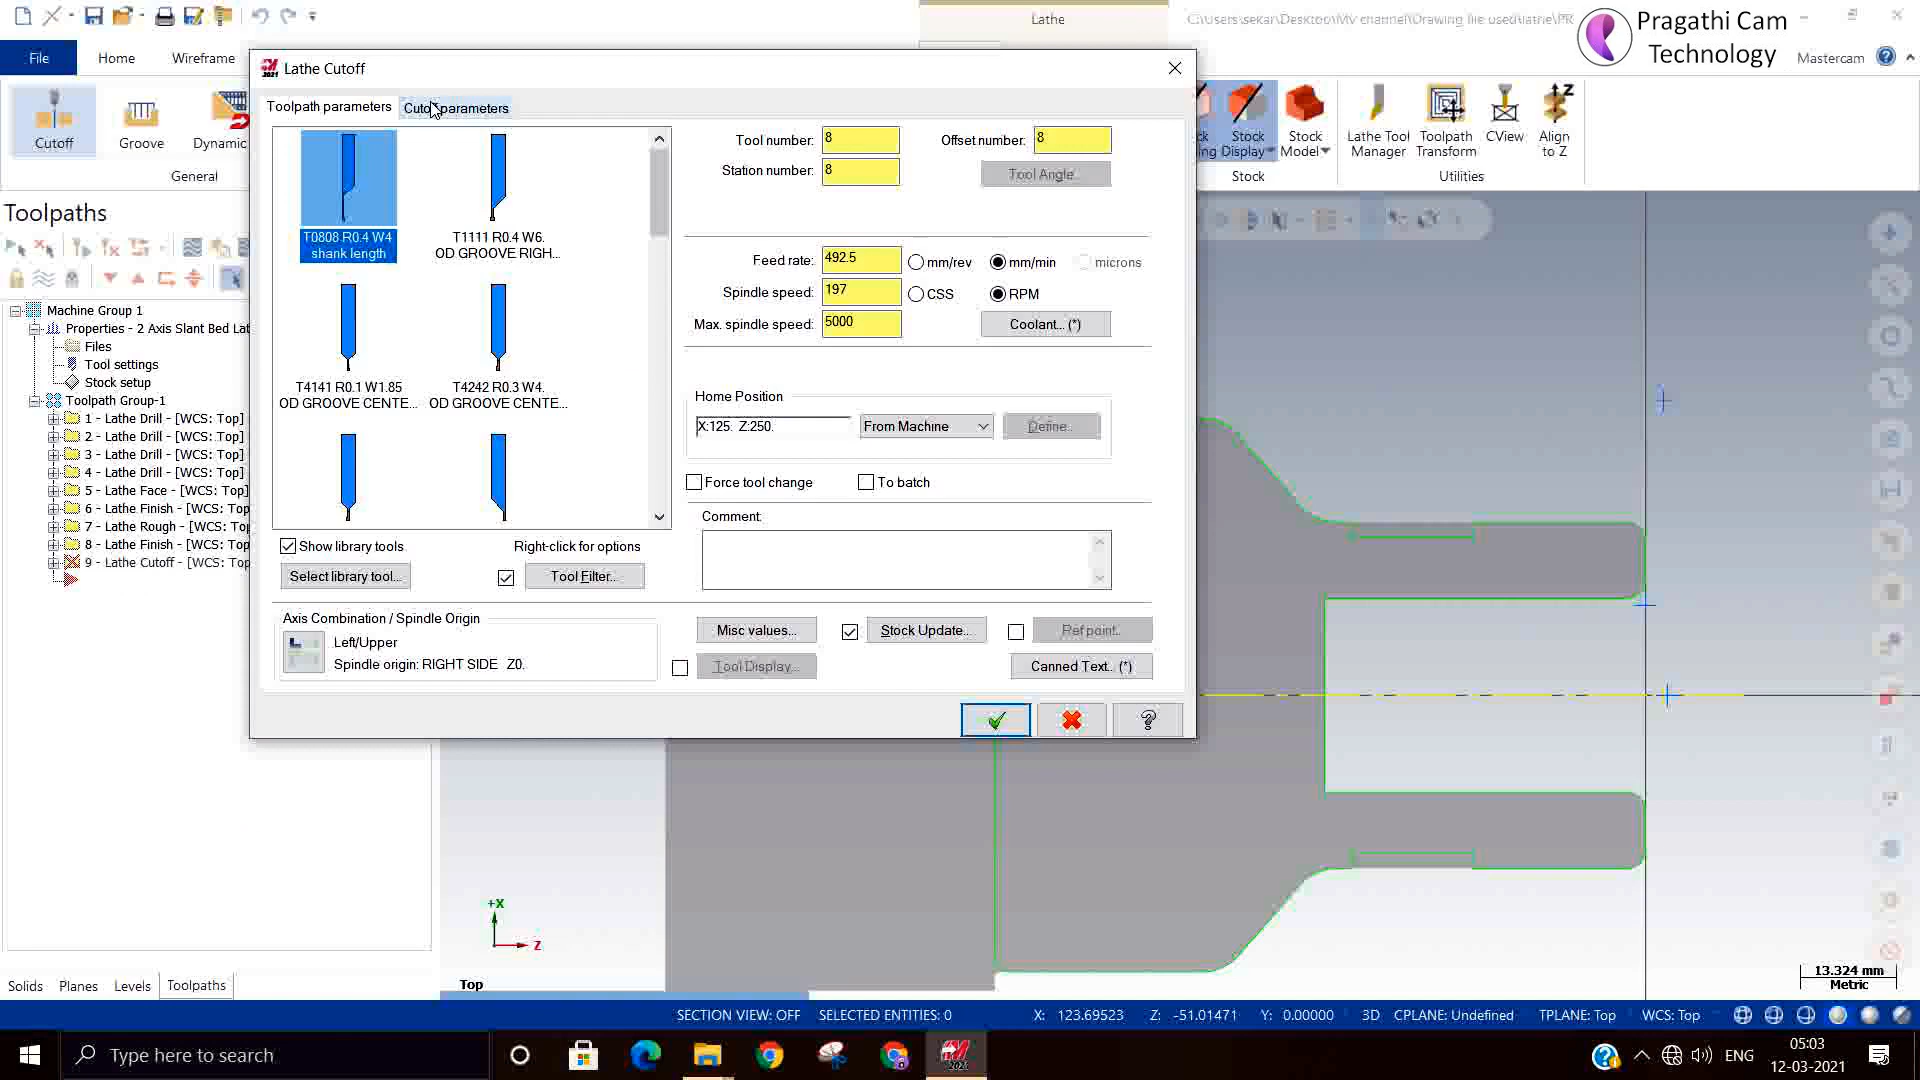 Lathe
C:\Users\sekar\Desktop\MV channel\Drawing file used\lathe\PR
Pragathi Cam
Technology
File
Home
Wireframe
Mastercam
Lathe Cutoff
Toolpath parameters
parameters
Cutoff
Groove
Dynamic
General
Stock
Display
Stock
Model
Lathe Tool
Manager
Toolpath
Transform
CView
Align
to Z
Stock
Utilities
Toolpaths
Machine Group 1
Properties - 2 Axis Slant Bed Lat
Files
Tool settings
Stock setup
Toolpath Group-1
1 - Lathe Drill - [WCS: Top]
2 - Lathe Drill - [WCS: Top]
3 - Lathe Drill - [WCS: Top]
4 - Lathe Drill - [WCS: Top]
5 - Lathe Face - [WCS: Top]
6 - Lathe Finish - [WCS: Top
7 - Lathe Rough - [WCS: To
8 - Lathe Finish - [WCS: Top
9 - Lathe Cutoff - [WCS: Top
T0808 R0.4 W4
shank length
T1111 R0.4 W6.
OD GROOVE RIGH...
T4141 R0.1 W1.85
OD GROOVE CENTE...
T4242 R0.3 W4.
OD GROOVE CENTE...
Show library tools
Right-click for options
Select library tool...
Tool Filter...
Axis Combination / Spindle Origin
Left/Upper
Spindle origin: RIGHT SIDE Z0.
Tool number: 8
Offset number: 8
Station number: 8
Tool Angle...
Feed rate: 492.5
mm/rev
mm/min
microns
Spindle speed: 197
CSS
RPM
Max. spindle speed: 5000
Coolant... (*)
Home Position
X:125. Z:250.
From Machine
Define...
Force tool change
To batch
Comment:
Misc values...
Stock Update...
Ref point...
Tool Display...
Canned Text... (*)
+X
Z
Top
13.324 mm
Metric
Solids
Planes
Levels
Toolpaths
SECTION VIEW: OFF
SELECTED ENTITIES: 0
X: 123.69523
Z: -51.01471
Y: 0.00000
3D
CPLANE: Undefined
TPLANE: Top
WCS: Top
Type here to search
2021
ENG
05:03
12-03-2021